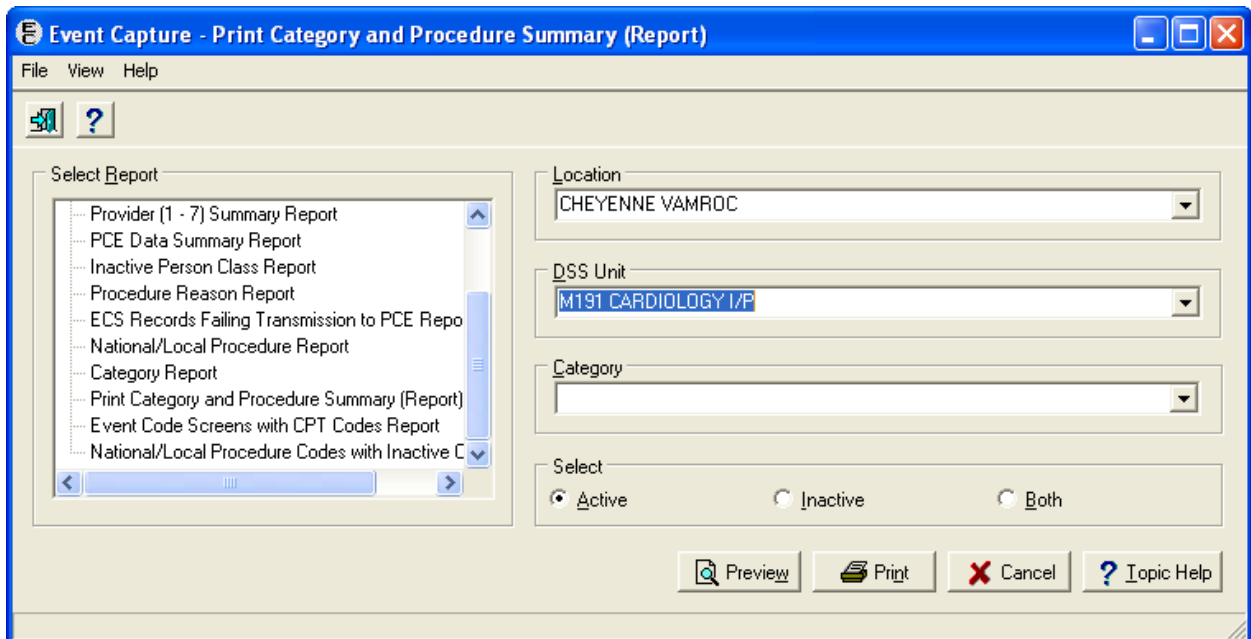 Event Capture - Print Category and Procedure Summary (Report)
File View Help
Select Report
Provider (1 - 7) Summary Report
PCE Data Summary Report
Inactive Person Class Report
Procedure Reason Report
ECS Records Failing Transmission to PCE Repo
National/Local Procedure Report
Category Report
Print Category and Procedure Summary (Report)
Event Code Screens with CPT Codes Report
National/Local Procedure Codes with Inactive C
Location
CHEYENNE VAMROC
DSS Unit
M191 CARDIOLOGY I/P
Category
Select
Active Inactive Both
Preview Print Cancel ? Topic Help